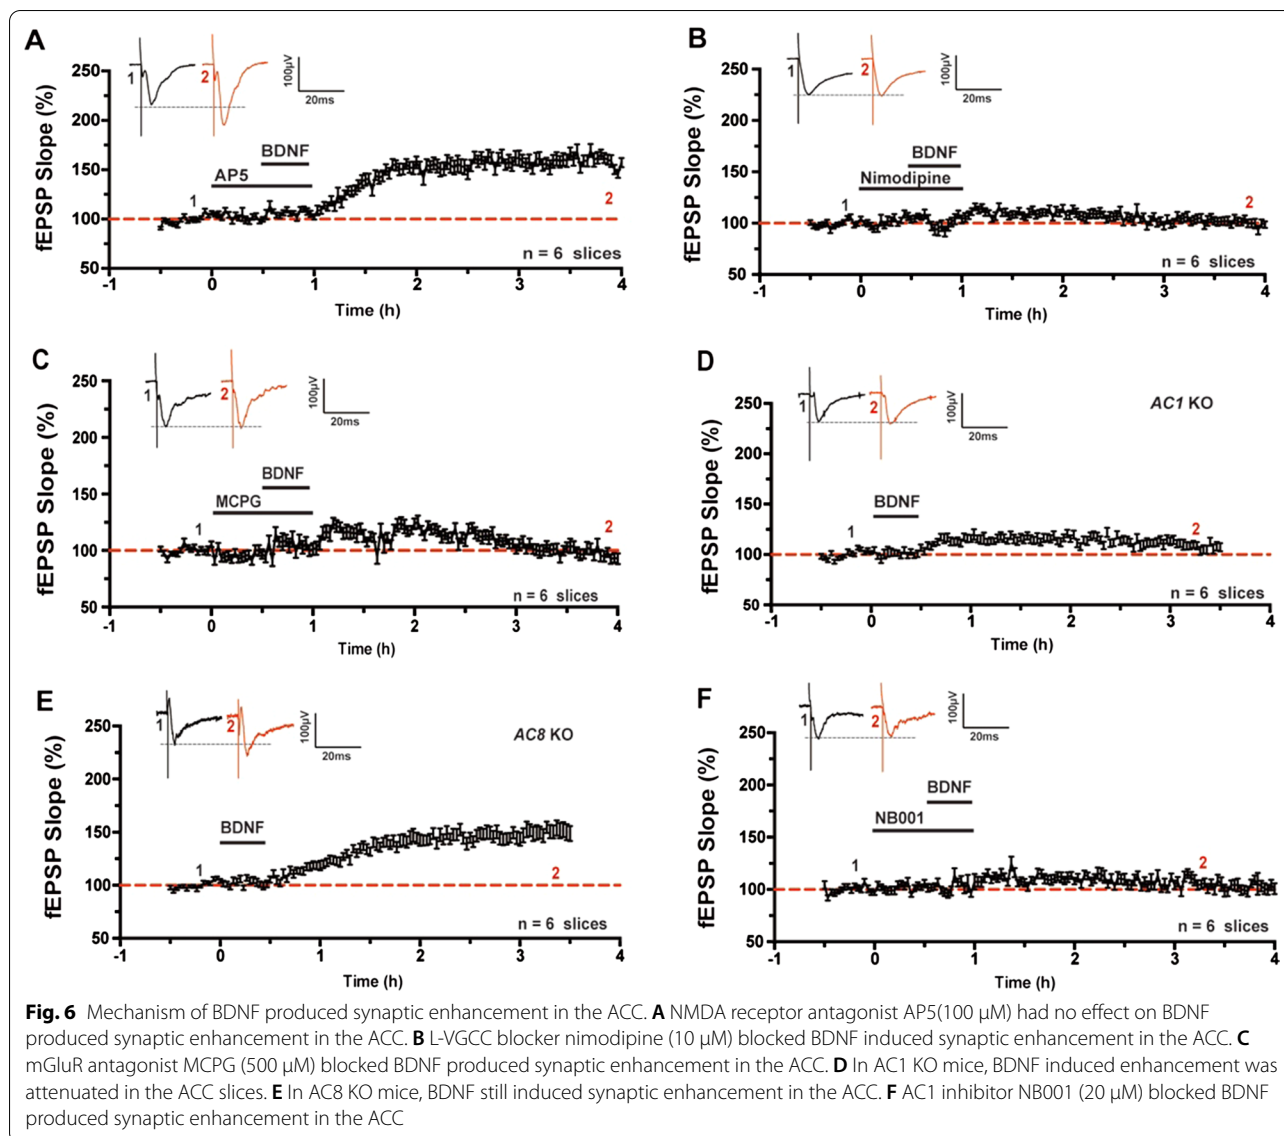 A
fEPSP Slope (%)
250
200
150
100
50
1
2
100µV
20ms
BDNF
AP5
1
2
n = 6 slices
-1 0 1 2 3 4
Time (h)
B
fEPSP Slope (%)
250
200
150
100
50
1
2
100µV
20ms
BDNF
Nimodipine
1
2
n = 6 slices
-1 0 1 2 3 4
Time (h)
C
fEPSP Slope (%)
250
200
150
100
50
1
2
100µV
20ms
BDNF
MCPG
1
2
n = 6 slices
-1 0 1 2 3 4
Time (h)
D
fEPSP Slope (%)
250
200
150
100
50
1
2
100µV
20ms
AC1 KO
BDNF
1
2
n = 6 slices
-1 0 1 2 3 4
Time (h)
E
fEPSP Slope (%)
250
200
150
100
50
1
2
100µV
20ms
AC8 KO
BDNF
1
2
n = 6 slices
-1 0 1 2 3 4
Time (h)
F
fEPSP Slope (%)
250
200
150
100
50
1
2
100µV
20ms
BDNF
NB001
1
2
n = 6 slices
-1 0 1 2 3 4
Time (h)
Fig. 6 Mechanism of BDNF produced synaptic enhancement in the ACC. A NMDA receptor antagonist AP5(100 µM) had no effect on BDNF
produced synaptic enhancement in the ACC. B L-VGCC blocker nimodipine (10 µM) blocked BDNF induced synaptic enhancement in the ACC. C
mGluR antagonist MCPG (500 µM) blocked BDNF produced synaptic enhancement in the ACC. D In AC1 KO mice, BDNF induced enhancement was
attenuated in the ACC slices. E In AC8 KO mice, BDNF still induced synaptic enhancement in the ACC. F AC1 inhibitor NB001 (20 µM) blocked BDNF
produced synaptic enhancement in the ACC